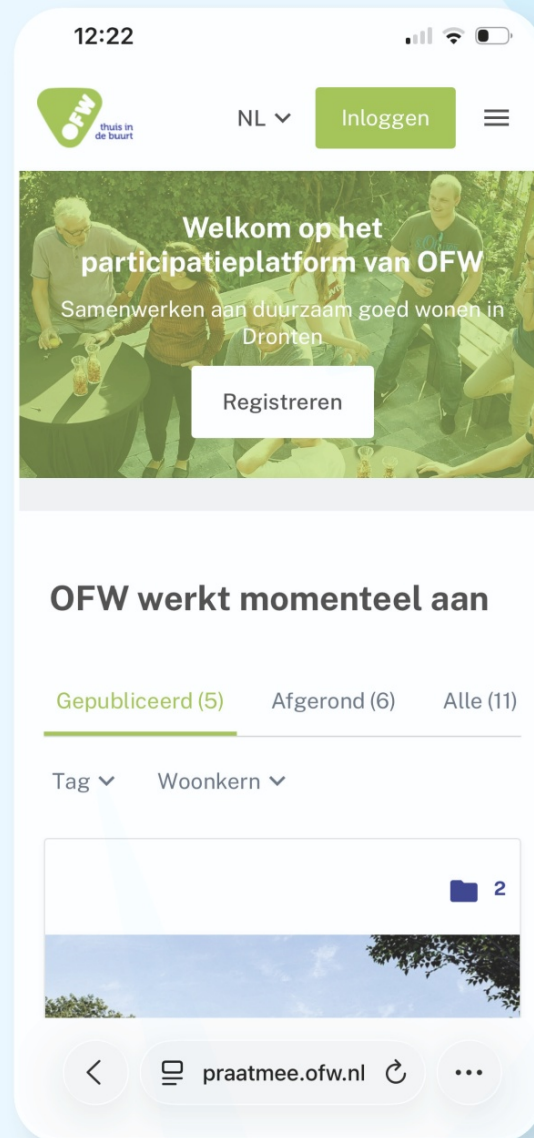 12:22
OFW
thuis in
de buurt
NL
Inloggen
Welkom op het
participatieplatform van OFW
Samenwerken aan duurzaam goed wonen in
Dronten
Registreren
OFW werkt momenteel aan
Gepubliceerd (5)
Afgerond (6)
Alle (11)
Tag
Woonkern
2
praatmee.ofw.nl